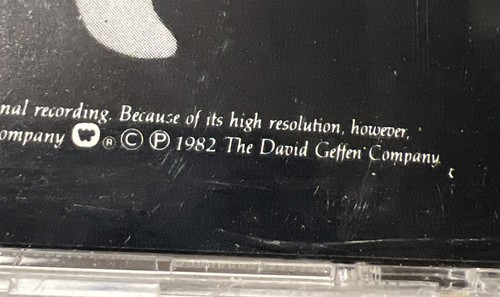 nal recording. Because of its high resolution, however,
ompany ® © ℗ 1982 The David Geffen Company